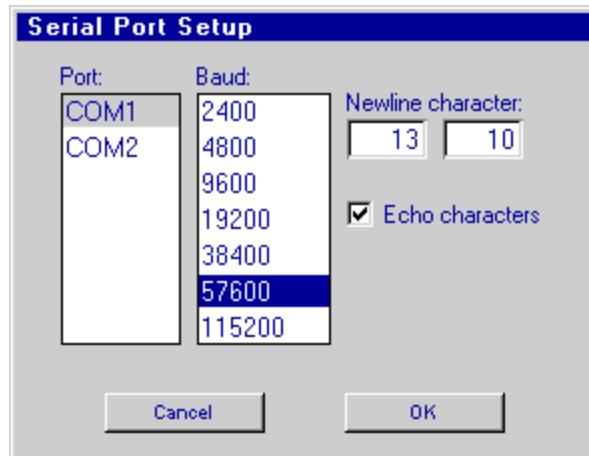 Serial Port Setup
Port:
COM1
COM2
Baud:
2400
4800
9600
19200
38400
57600
115200
Newline character:
13 10
Echo characters
Cancel OK